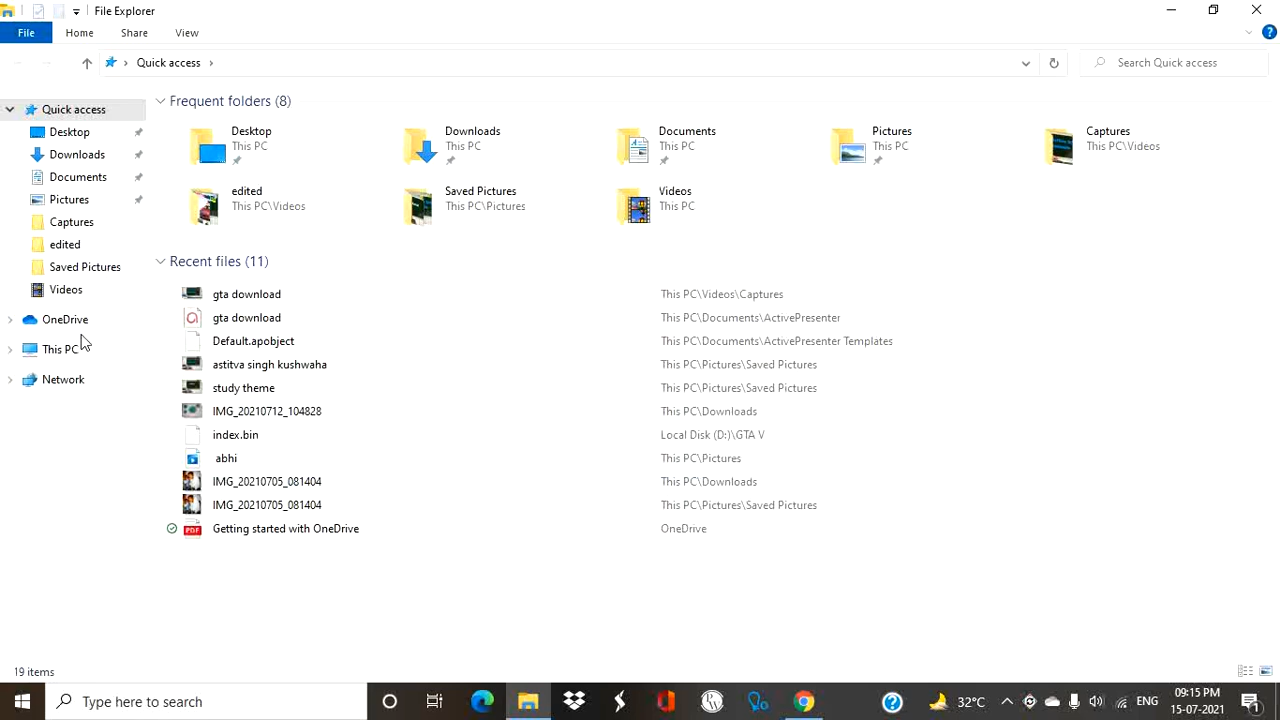 File Explorer
File Home Share View
Quick access
Search Quick access
Quick access
Desktop
Downloads
Documents
Pictures
Captures
edited
Saved Pictures
Videos
OneDrive
This PC
Network
Frequent folders (8)
Desktop
This PC
Downloads
This PC
Documents
This PC
Pictures
This PC
Captures
This PC\Videos
edited
This PC\Videos
Saved Pictures
This PC\Pictures
Videos
This PC
Recent files (11)
gta download This PC\Videos\Captures
gta download This PC\Documents\ActivePresenter
Default.apobject This PC\Documents\ActivePresenter Templates
astitva singh kushwaha This PC\Pictures\Saved Pictures
study theme This PC\Pictures\Saved Pictures
IMG_20210712_104828 This PC\Downloads
index.bin Local Disk (D:)\GTA V
abhi This PC\Pictures
IMG_20210705_081404 This PC\Downloads
IMG_20210705_081404 This PC\Pictures\Saved Pictures
PDF Getting started with OneDrive OneDrive
19 items
Type here to search
32°C
ENG
09:15 PM
15-07-2021
1